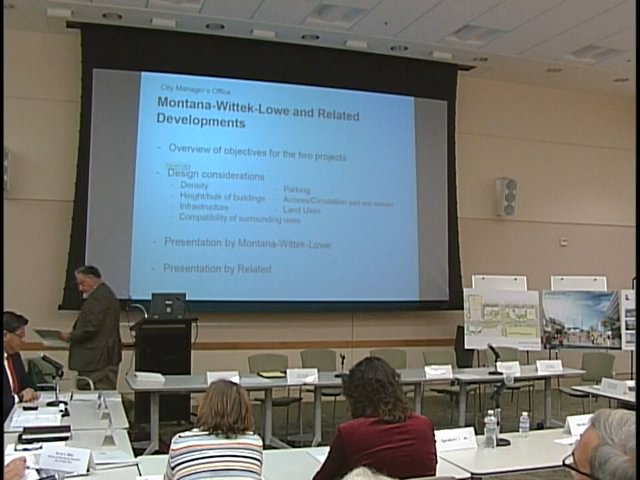 City Manager's Office
Montana-Wittek-Lowe and Related
Developments
- Overview of objectives for the two projects
- Design considerations
- Density
- Height/bulk of buildings
- Infrastructure
- Compatibility of surrounding uses
- Parking
- Access/Circulation
- Land Uses
- Presentation by Montana-Wittek-Lowe
- Presentation by Related